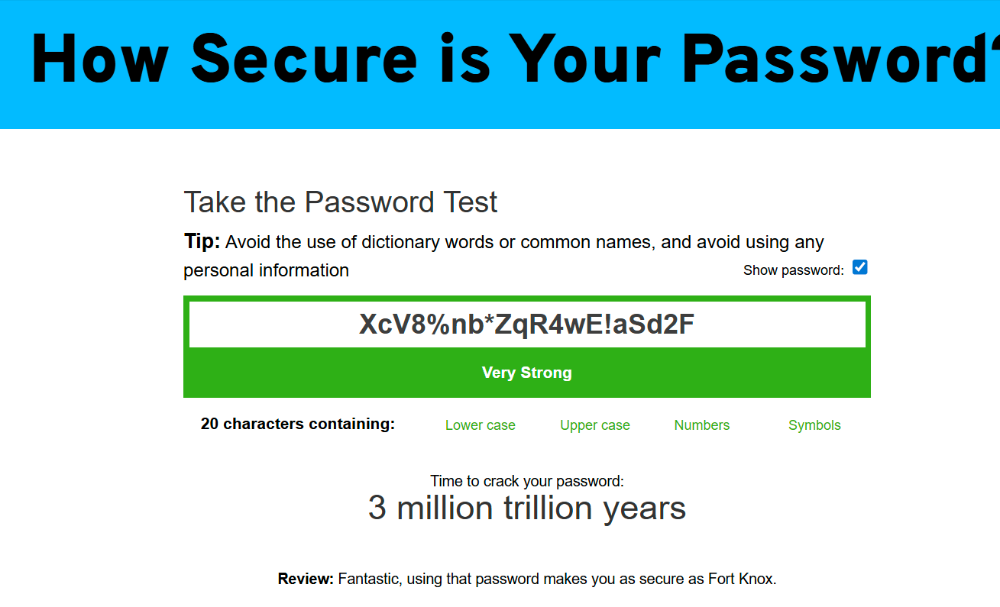 How Secure is Your Password?
Take the Password Test
Tip: Avoid the use of dictionary words or common names, and avoid using any
personal information
Show password:
XcV8%nb*ZqR4wE!aSd2F
Very Strong
20 characters containing: Lower case Upper case Numbers Symbols
Time to crack your password:
3 million trillion years
Review: Fantastic, using that password makes you as secure as Fort Knox.